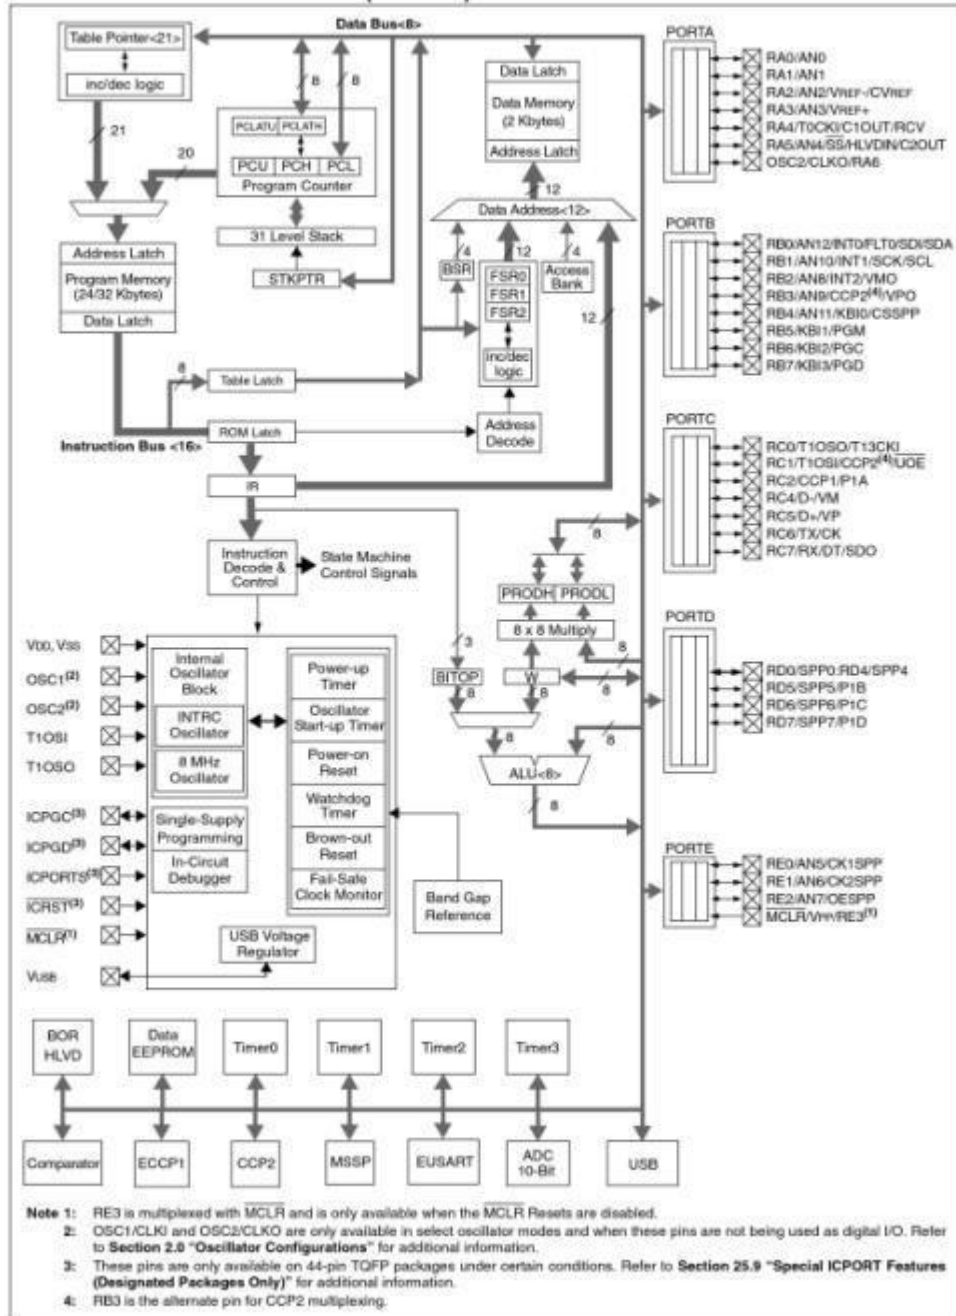 Data Bus<8>
Table Pointer<21>
inc/dec logic
21
20
8
8
PCLATU PCLATH
PCU PCH PCL
Program Counter
31 Level Stack
STKPTR
Address Latch
Program Memory
(24/32 Kbytes)
Data Latch
8
Table Latch
Instruction Bus <16>
ROM Latch
IR
Data Latch
Data Memory
(2 Kbytes)
Address Latch
12
Data Address<12>
4
12
4
BSR
FSR0
FSR1
FSR2
Access
Bank
12
inc/dec
logic
Address
Decode
Instruction
Decode &
Control
State Machine
Control Signals
8
PRODH PRODL
8 x 8 Multiply
3
8
BITOP
W
8
8
8
8
8
ALU<8>
8
VDD, VSS
OSC1(2)
OSC2(2)
T1OSI
T1OSO
ICPGC(3)
ICPGD(3)
ICPORTS(3)
ICRST(3)
MCLR(1)
VUSB
Internal
Oscillator
Block
INTRC
Oscillator
8 MHz
Oscillator
Single-Supply
Programming
In-Circuit
Debugger
Power-up
Timer
Oscillator
Start-up Timer
Power-on
Reset
Watchdog
Timer
Brown-out
Reset
Fail-Safe
Clock Monitor
Band Gap
Reference
USB Voltage
Regulator
PORTA
RA0/AN0
RA1/AN1
RA2/AN2/VREF-/CVREF
RA3/AN3/VREF+
RA4/T0CKI/C1OUT/RCV
RA5/AN4/SS/HLVDIN/C2OUT
OSC2/CLKO/RA6
PORTB
RB0/AN12/INT0/FLT0/SDI/SDA
RB1/AN10/INT1/SCK/SCL
RB2/AN8/INT2/VMO
RB3/AN9/CCP2(4)/VPO
RB4/AN11/KBI0/CSSPP
RB5/KBI1/PGM
RB6/KBI2/PGC
RB7/KBI3/PGD
PORTC
RC0/T1OSO/T13CKI
RC1/T1OSI/CCP2(4)/UOE
RC2/CCP1/P1A
RC4/D-/VM
RC5/D+/VP
RC6/TX/CK
RC7/RX/DT/SDO
PORTD
RD0/SPP0:RD4/SPP4
RD5/SPP5/P1B
RD6/SPP6/P1C
RD7/SPP7/P1D
PORTE
RE0/AN5/CK1SPP
RE1/AN6/CK2SPP
RE2/AN7/OESPP
MCLR/VPP/RE3(1)
BOR
HLVD
Data
EEPROM
Timer0
Timer1
Timer2
Timer3
Comparator
ECCP1
CCP2
MSSP
EUSART
ADC
10-Bit
USB
Note 1: RE3 is multiplexed with MCLR and is only available when the MCLR Resets are disabled.
2: OSC1/CLKI and OSC2/CLKO are only available in select oscillator modes and when these pins are not being used as digital I/O. Refer
to Section 2.0 "Oscillator Configurations" for additional information.
3: These pins are only available on 44-pin TQFP packages under certain conditions. Refer to Section 25.9 "Special ICPORT Features
(Designated Packages Only)" for additional information.
4: RB3 is the alternate pin for CCP2 multiplexing.